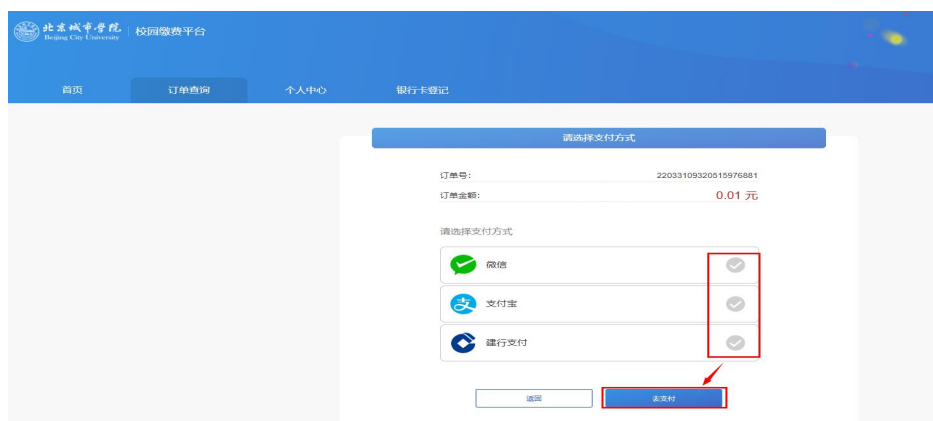 北京城市学院 校园缴费平台
Beijing City University
首页 订单查询 个人中心 银行卡登记
请选择支付方式
订单号: 22033109320515976881
订单金额: 0.01 元
请选择支付方式
微信
支付宝
建行支付
返回 去支付